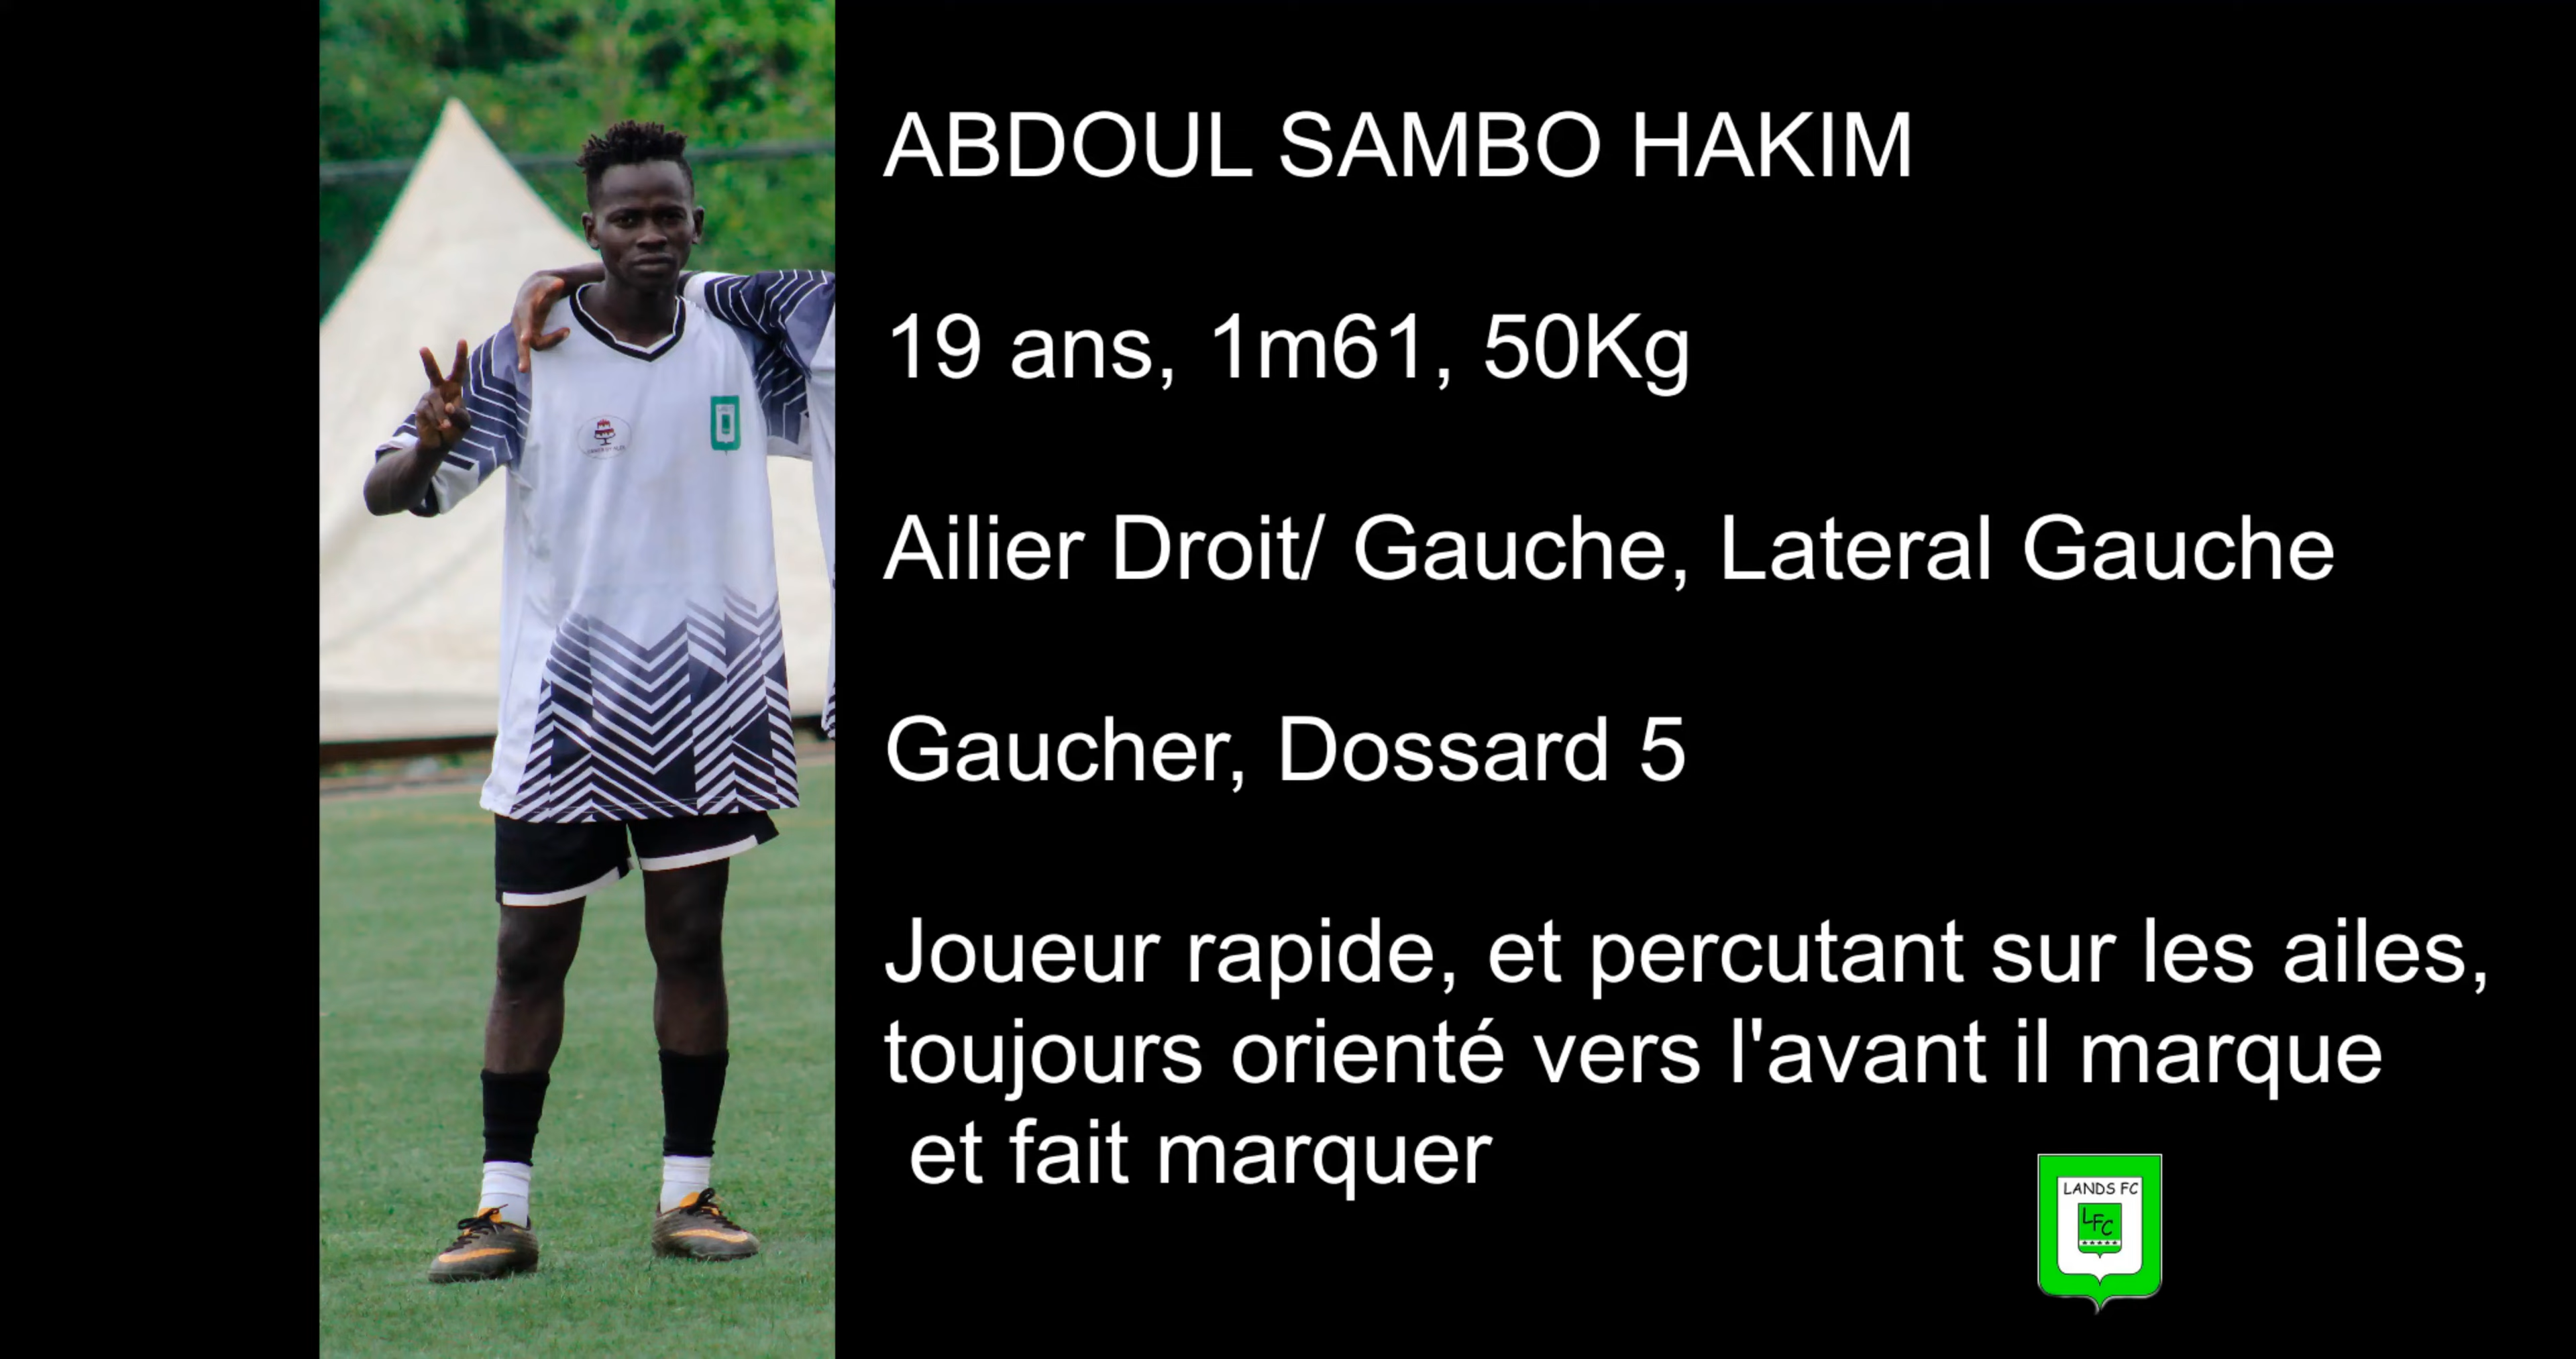 ABDOUL SAMBO HAKIM
19 ans, 1m61, 50Kg
Ailier Droit/ Gauche, Lateral Gauche
Gaucher, Dossard 5
Joueur rapide, et percutant sur les ailes,
toujours orienté vers l'avant il marque
et fait marquer
LANDS FC
LFC